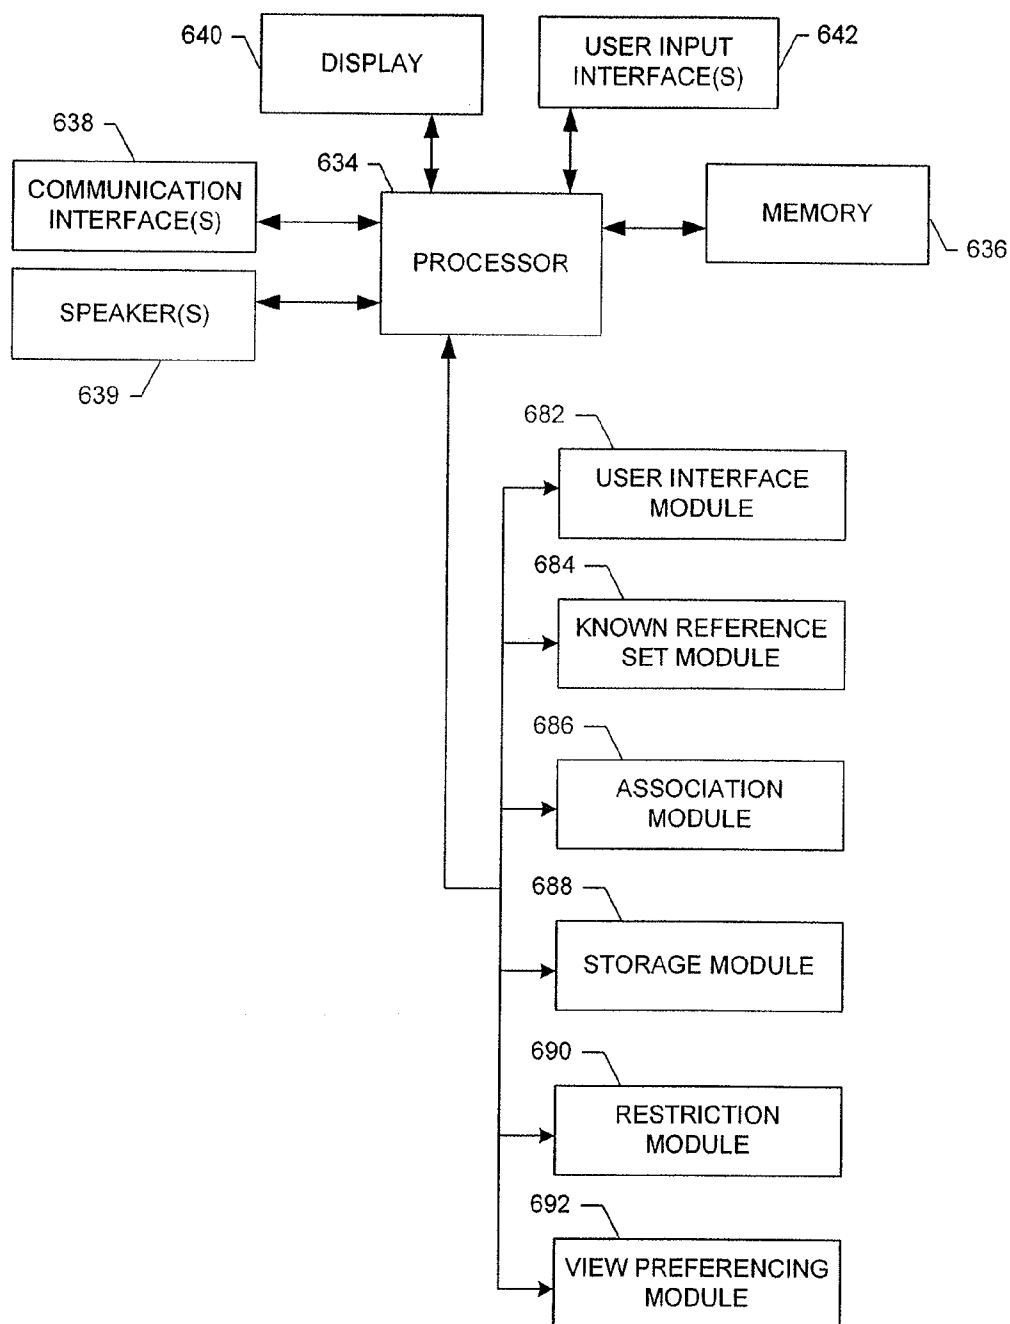 640
DISPLAY
USER INPUT
INTERFACE(S)
642
638
COMMUNICATION
INTERFACE(S)
634
PROCESSOR
MEMORY
636
SPEAKER(S)
639
682
USER INTERFACE
MODULE
684
KNOWN REFERENCE
SET MODULE
686
ASSOCIATION
MODULE
688
STORAGE MODULE
690
RESTRICTION
MODULE
692
VIEW PREFERENCING
MODULE